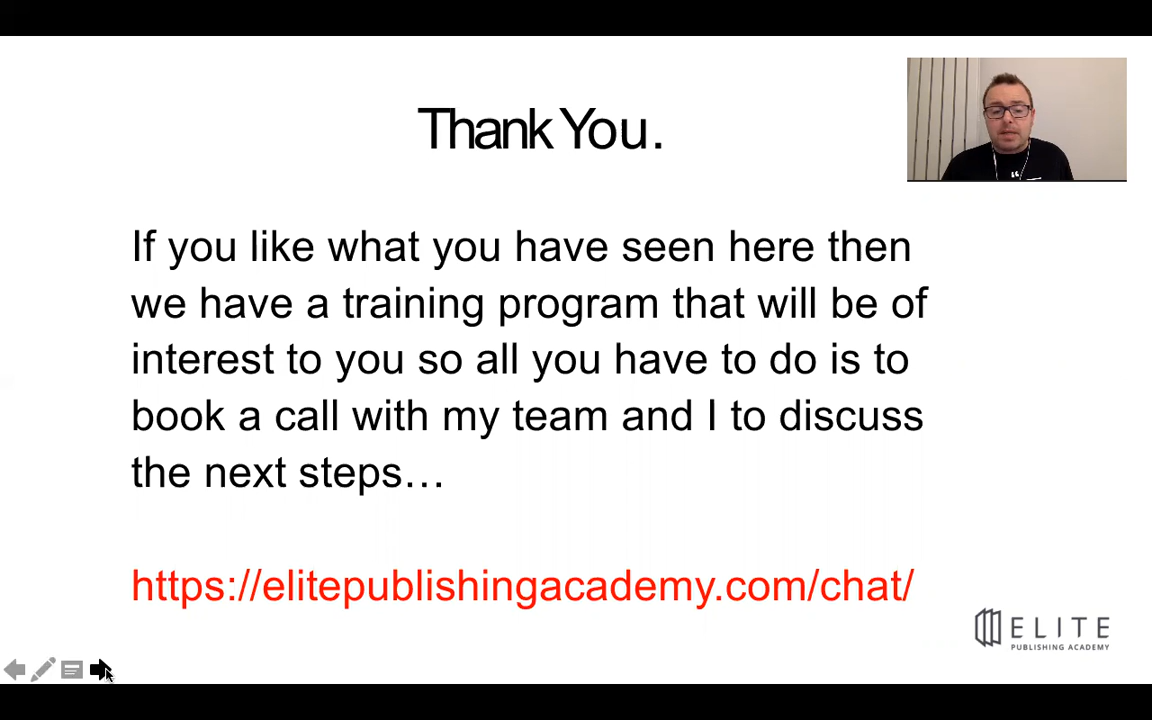 Thank You.
If you like what you have seen here then
we have a training program that will be of
interest to you so all you have to do is to
book a call with my team and I to discuss
the next steps…
https://elitepublishingacademy.com/chat/
ELITE
PUBLISHING ACADEMY